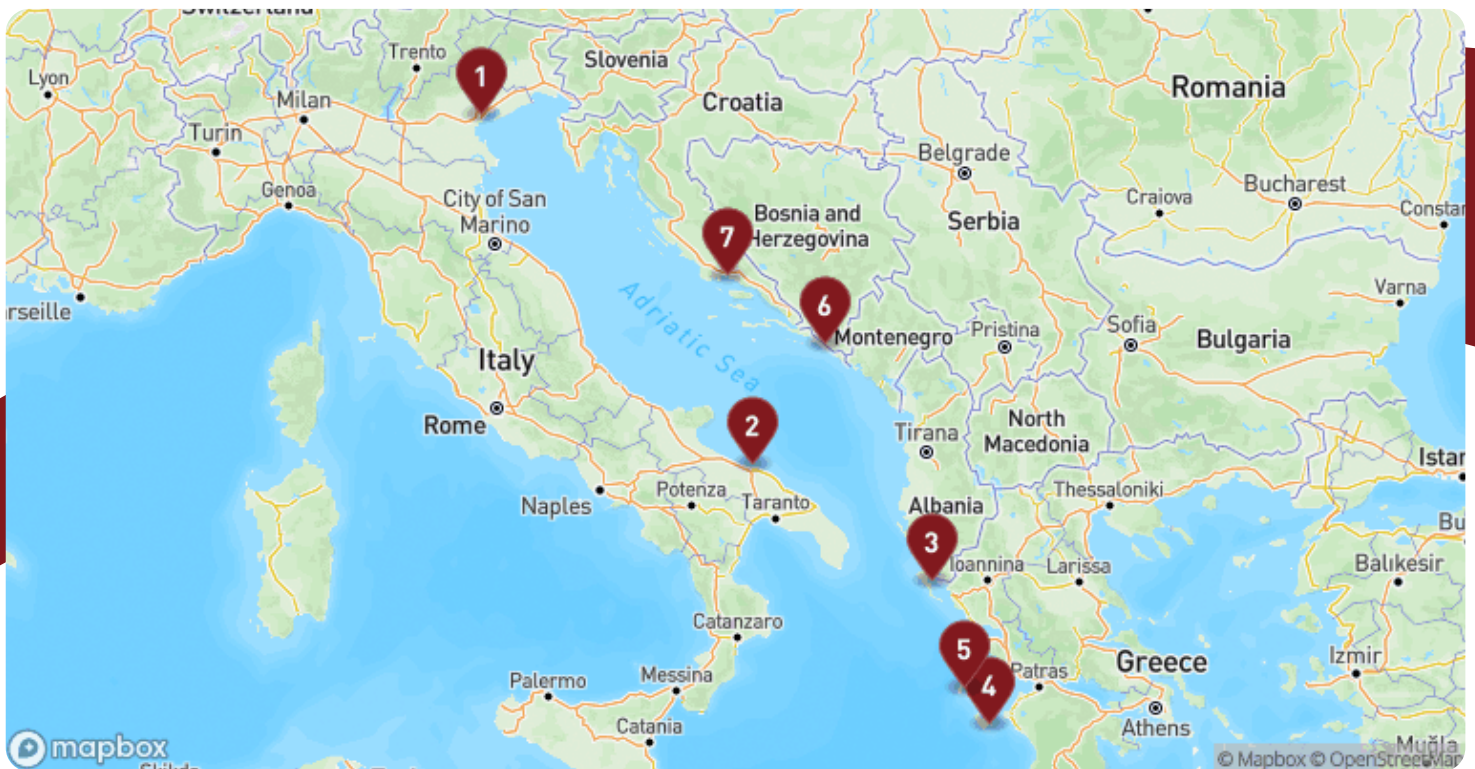 Switzerland
Trento
Slovenia
Lyon
Milan
Croatia
Romania
Turin
Belgrade
Genoa
City of San
Marino
Craiova
Bucharest
Constan
Bosnia and
Herzegovina
Serbia
Varna
rseille
Adriatic Sea
Montenegro
Pristina
Sofia
Bulgaria
Italy
Rome
North
Macedonia
Tirana
Istan
Naples
Potenza
Taranto
Albania
Thessaloniki
Bu
Ioannina
Larissa
Balıkesir
Catanzaro
Messina
Palermo
Patras
Greece
Izmir
Catania
Athens
Muğla
Skikda
1
2
3
4
5
6
7
mapbox
© Mapbox © OpenStreetMap